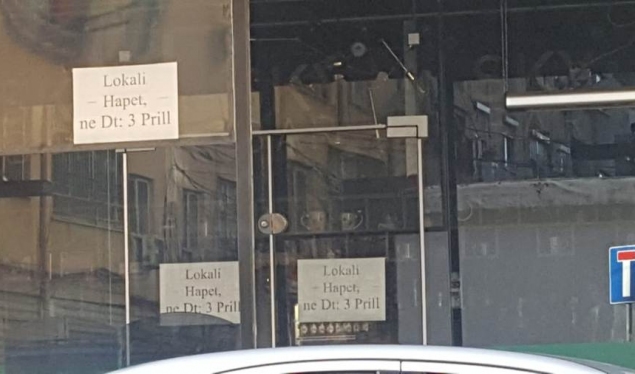 Lokali
Hapet,
ne Dt: 3 Prill
Lokali
Hapet,
ne Dt: 3 Prill
Lokali
Hapet,
ne Dt: 3 Prill